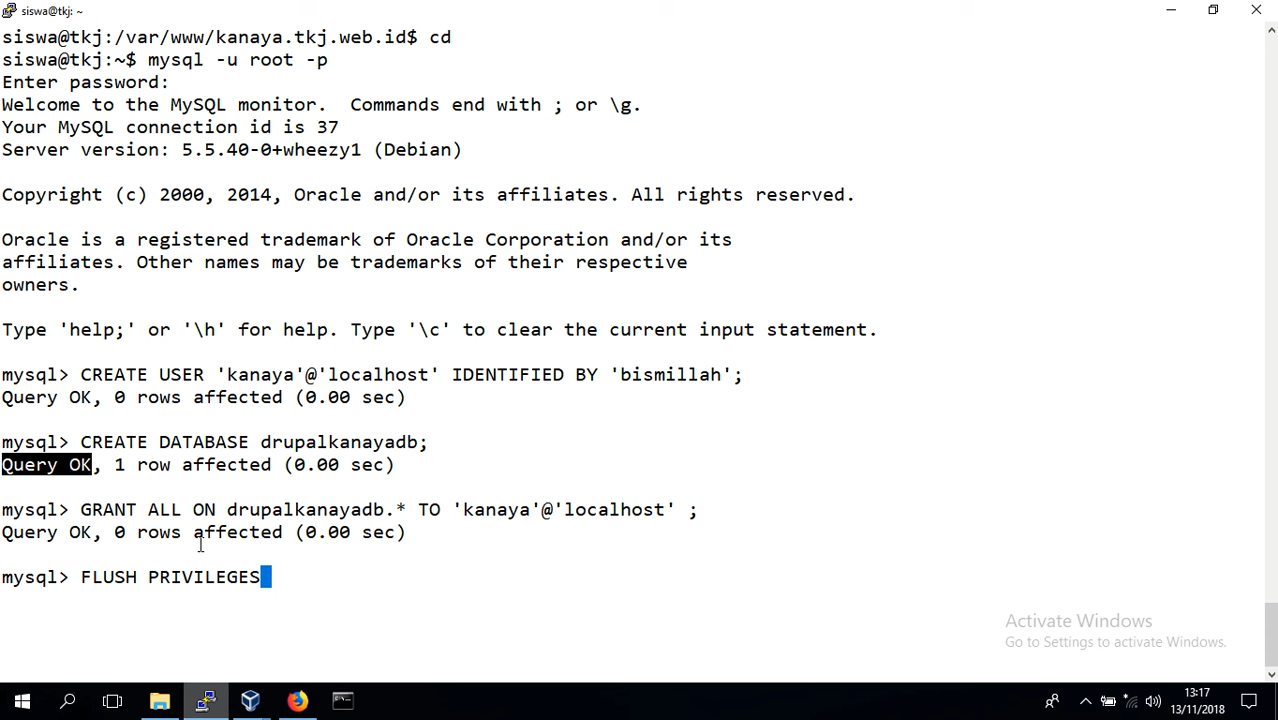 siswa@tkj: ~
siswa@tkj:/var/www/kanaya.tkj.web.id$ cd
siswa@tkj:~$ mysql -u root -p
Enter password:
Welcome to the MySQL monitor.  Commands end with ; or \g.
Your MySQL connection id is 37
Server version: 5.5.40-0+wheezy1 (Debian)
Copyright (c) 2000, 2014, Oracle and/or its affiliates. All rights reserved.
Oracle is a registered trademark of Oracle Corporation and/or its
affiliates. Other names may be trademarks of their respective
owners.
Type 'help;' or '\h' for help. Type '\c' to clear the current input statement.
mysql> CREATE USER 'kanaya'@'localhost' IDENTIFIED BY 'bismillah';
Query OK, 0 rows affected (0.00 sec)
mysql> CREATE DATABASE drupalkanayadb;
Query OK, 1 row affected (0.00 sec)
mysql> GRANT ALL ON drupalkanayadb.* TO 'kanaya'@'localhost' ;
Query OK, 0 rows affected (0.00 sec)
mysql> FLUSH PRIVILEGES
Activate Windows
Go to Settings to activate Windows.
13:17
13/11/2018